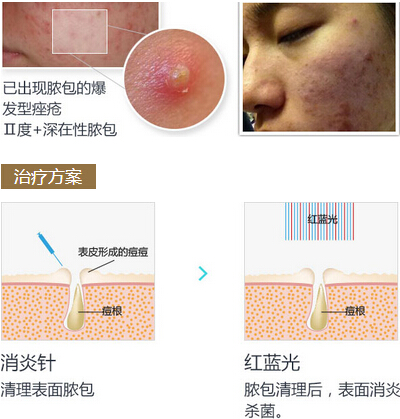 已出现脓包的爆
发型痤疮
Ⅱ度+深在性脓包
治疗方案
表皮形成的痘痘
痘根
红蓝光
痘根
消炎针
清理表面脓包
红蓝光
脓包清理后，表面消炎
杀菌。